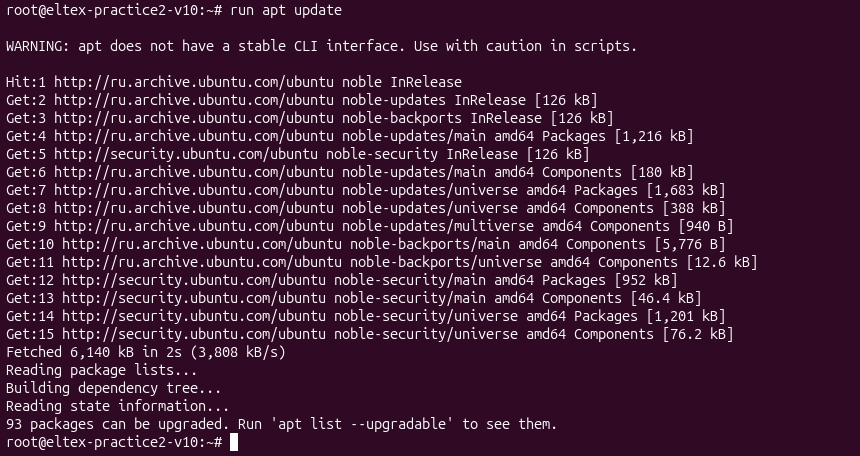 root@eltex-practice2-v10:~# run apt update
WARNING: apt does not have a stable CLI interface. Use with caution in scripts.
Hit:1 http://ru.archive.ubuntu.com/ubuntu noble InRelease
Get:2 http://ru.archive.ubuntu.com/ubuntu noble-updates InRelease [126 kB]
Get:3 http://ru.archive.ubuntu.com/ubuntu noble-backports InRelease [126 kB]
Get:4 http://ru.archive.ubuntu.com/ubuntu noble-updates/main amd64 Packages [1,216 kB]
Get:5 http://security.ubuntu.com/ubuntu noble-security InRelease [126 kB]
Get:6 http://ru.archive.ubuntu.com/ubuntu noble-updates/main amd64 Components [180 kB]
Get:7 http://ru.archive.ubuntu.com/ubuntu noble-updates/universe amd64 Packages [1,683 kB]
Get:8 http://ru.archive.ubuntu.com/ubuntu noble-updates/universe amd64 Components [388 kB]
Get:9 http://ru.archive.ubuntu.com/ubuntu noble-updates/multiverse amd64 Components [940 B]
Get:10 http://ru.archive.ubuntu.com/ubuntu noble-backports/main amd64 Components [5,776 B]
Get:11 http://ru.archive.ubuntu.com/ubuntu noble-backports/universe amd64 Components [12.6 kB]
Get:12 http://security.ubuntu.com/ubuntu noble-security/main amd64 Packages [952 kB]
Get:13 http://security.ubuntu.com/ubuntu noble-security/main amd64 Components [46.4 kB]
Get:14 http://security.ubuntu.com/ubuntu noble-security/universe amd64 Packages [1,201 kB]
Get:15 http://security.ubuntu.com/ubuntu noble-security/universe amd64 Components [76.2 kB]
Fetched 6,140 kB in 2s (3,808 kB/s)
Reading package lists...
Building dependency tree...
Reading state information...
93 packages can be upgraded. Run 'apt list --upgradable' to see them.
root@eltex-practice2-v10:~#